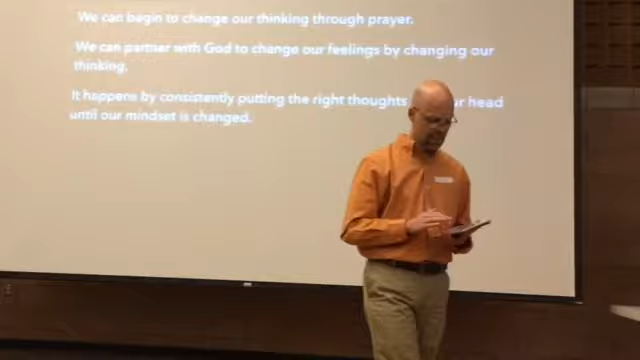 We can begin to change our thinking through prayer.
We can partner with God to change our feelings by changing our
thinking.
It happens by consistently putting the right thoughts ur head
until our mindset is changed.